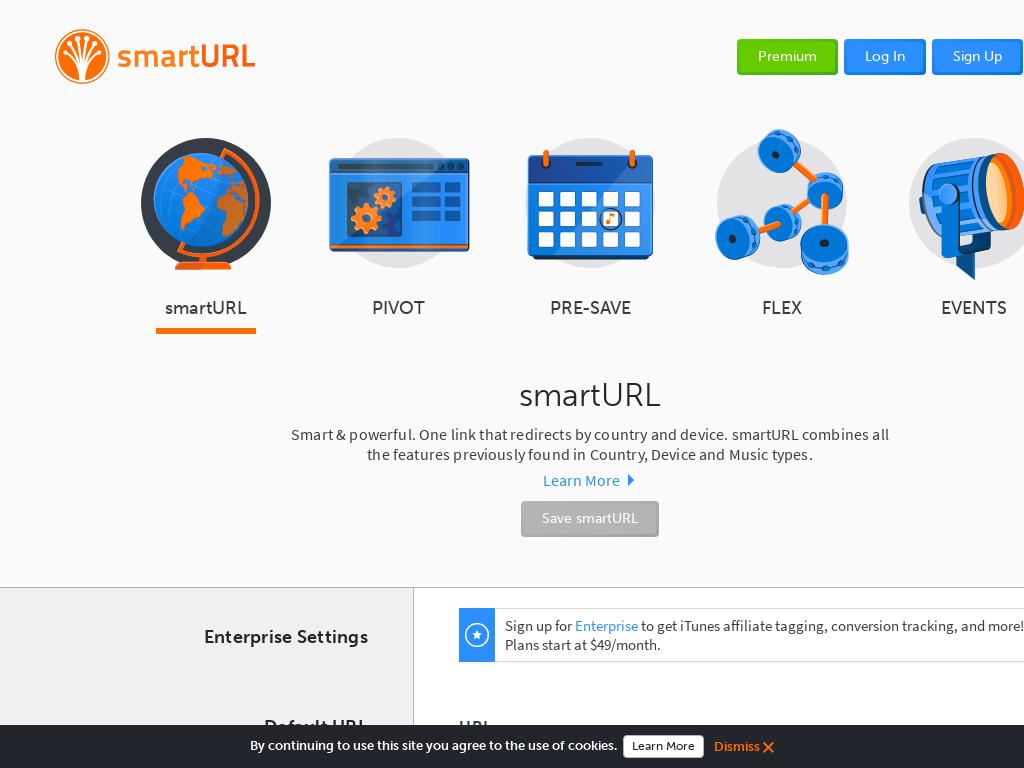 smartURL
Premium
Log In
Sign Up
smartURL
PIVOT
PRE-SAVE
FLEX
EVENTS
smartURL
Smart & powerful. One link that redirects by country and device. smartURL combines all
the features previously found in Country, Device and Music types.
Learn More
Save smartURL
Enterprise Settings
Sign up for Enterprise to get iTunes affiliate tagging, conversion tracking, and more!
Plans start at $49/month.
Default URL
URL
By continuing to use this site you agree to the use of cookies.
Learn More
Dismiss